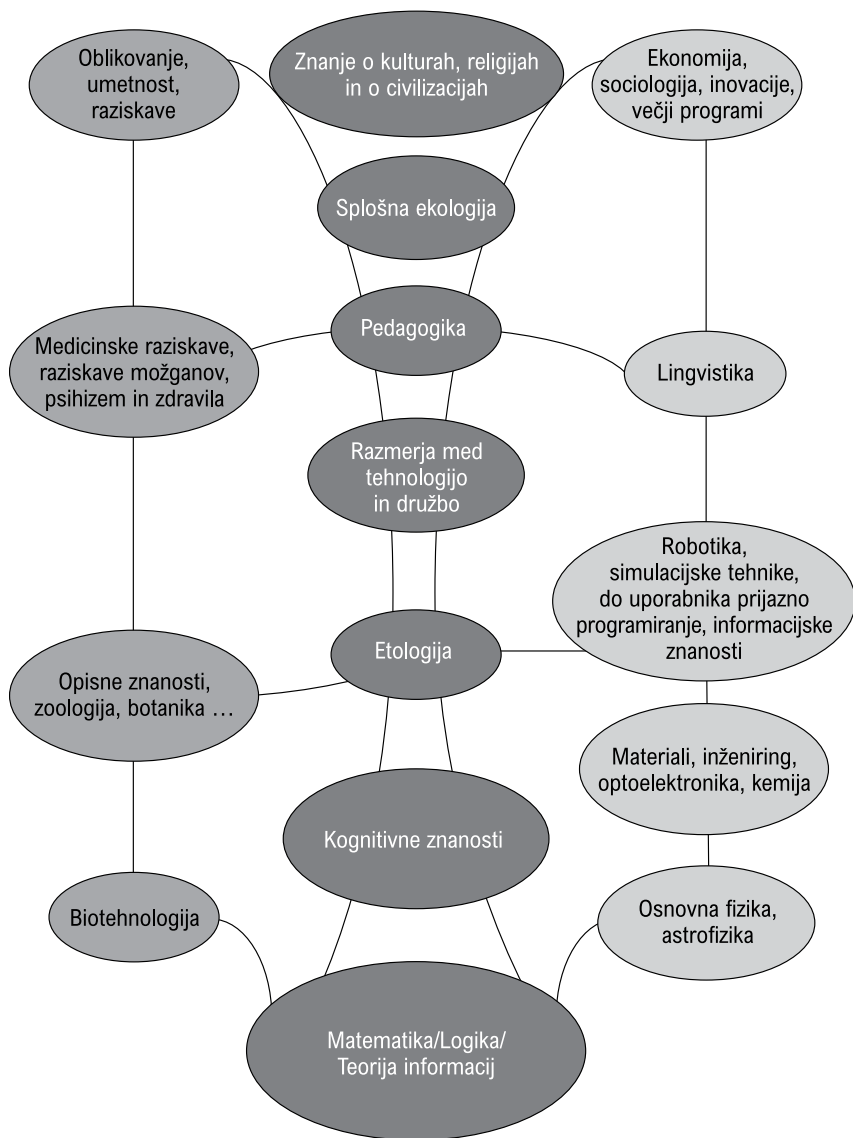 Oblikovanje,
umetnost,
raziskave
Znanje o kulturah, religijah
in o civilizacijah
Ekonomija,
sociologija, inovacije,
večji programi
Splošna ekologija
Pedagogika
Medicinske raziskave,
raziskave možganov,
psihizem in zdravila
Lingvistika
Razmerja med
tehnologijo
in družbo
Robotika,
simulacijske tehnike,
do uporabnika prijazno
programiranje, informacijske
znanosti
Etologija
Opisne znanosti,
zoologija, botanika …
Materiali, inženiring,
optoelektronika, kemija
Kognitivne znanosti
Biotehnologija
Osnovna fizika,
astrofizika
Matematika/Logika/
Teorija informacij